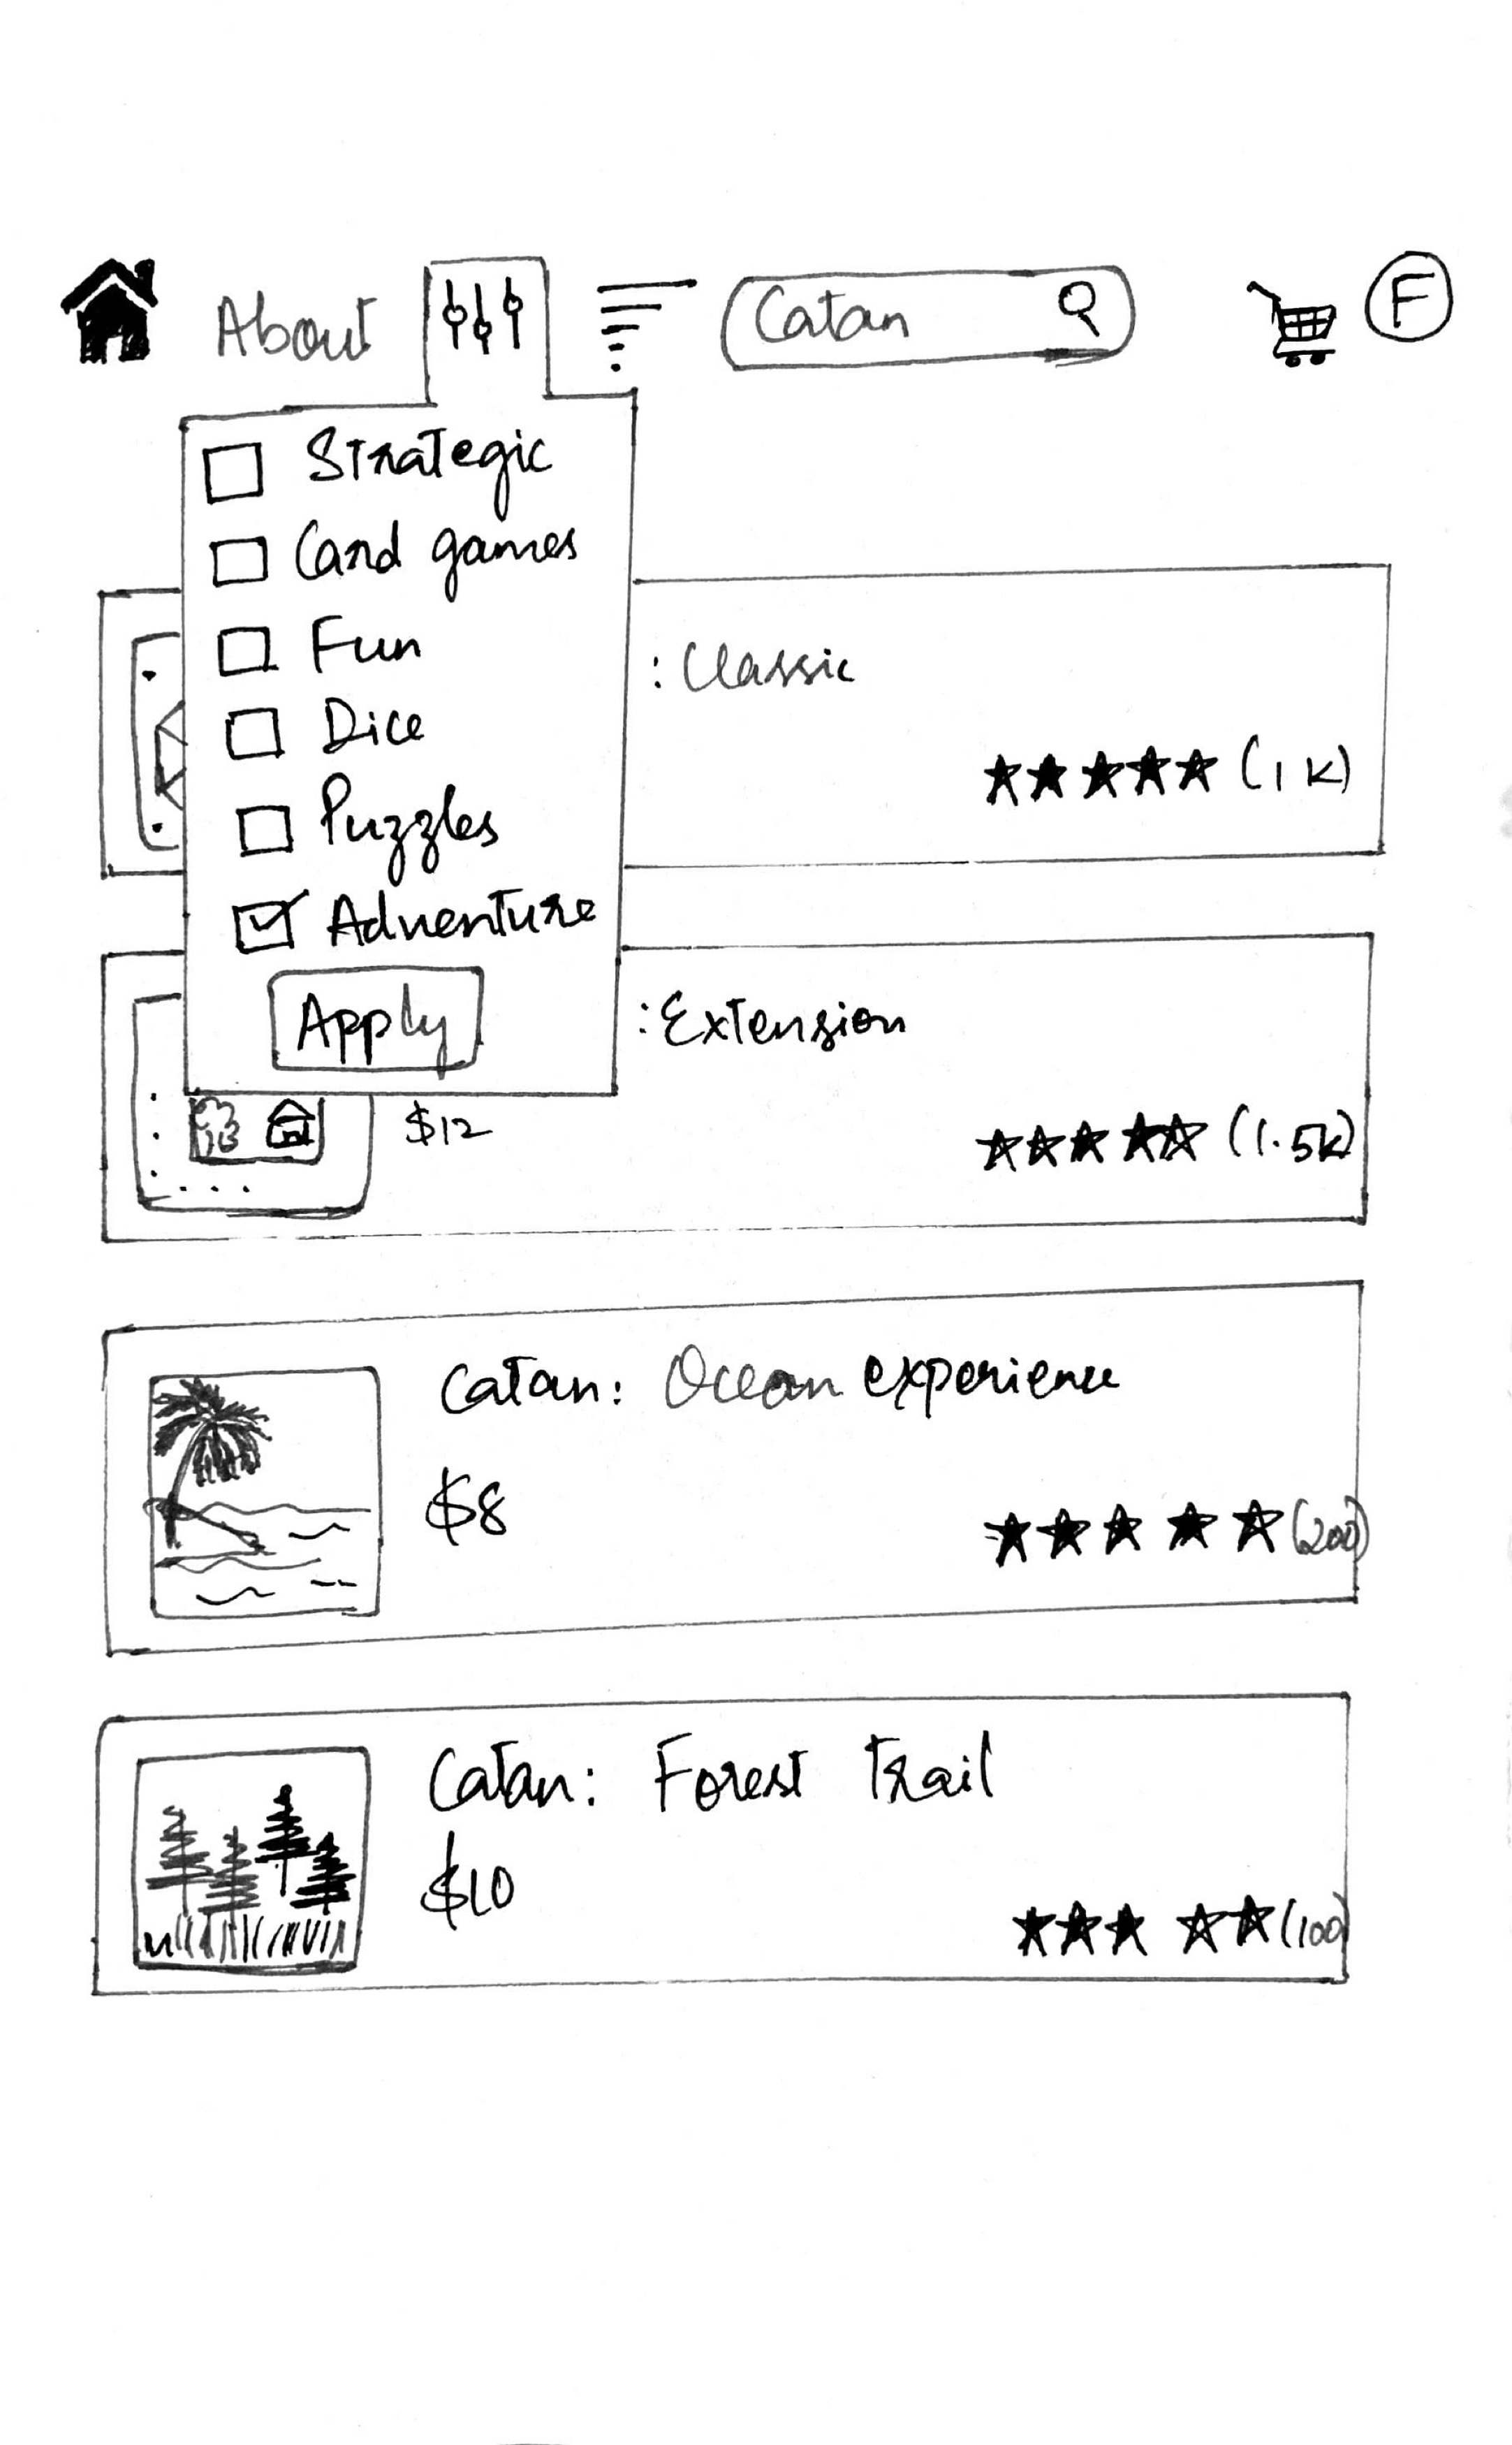 About
Catan
F
Strategic
Card games
Fun
Dice
Puzzles
Adventure
Apply
: Classic
(1K)
: Extension
$12
(1.5K)
Catan: Ocean experience
$8
(200)
Catan: Forest Trail
$10
(100)